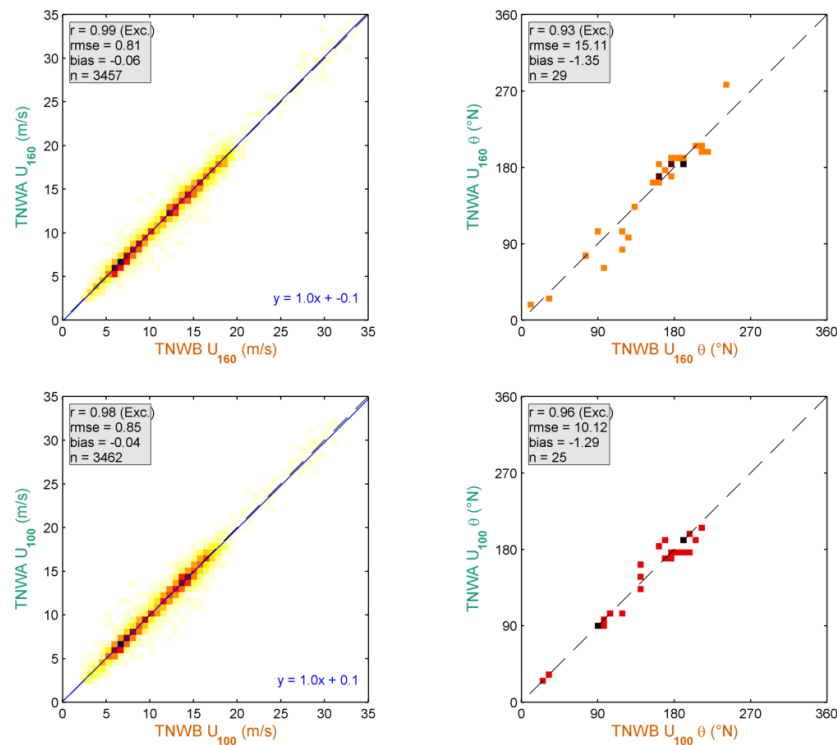 r = 0.99 (Exc.)
rmse = 0.81
bias = -0.06
n = 3457
35
30
25
20
15
10
5
0
TNWA U160 (m/s)
y = 1.0x + -0.1
0 5 10 15 20 25 30 35
TNWB U160 (m/s)
r = 0.93 (Exc.)
rmse = 15.11
bias = -1.35
n = 29
360
270
180
90
0
TNWA U160 θ (°N)
0 90 180 270 360
TNWB U160 θ (°N)
r = 0.98 (Exc.)
rmse = 0.85
bias = -0.04
n = 3462
35
30
25
20
15
10
5
0
TNWA U100 (m/s)
y = 1.0x + 0.1
0 5 10 15 20 25 30 35
TNWB U100 (m/s)
r = 0.96 (Exc.)
rmse = 10.12
bias = -1.29
n = 25
360
270
180
90
0
TNWA U100 θ (°N)
0 90 180 270 360
TNWB U100 θ (°N)